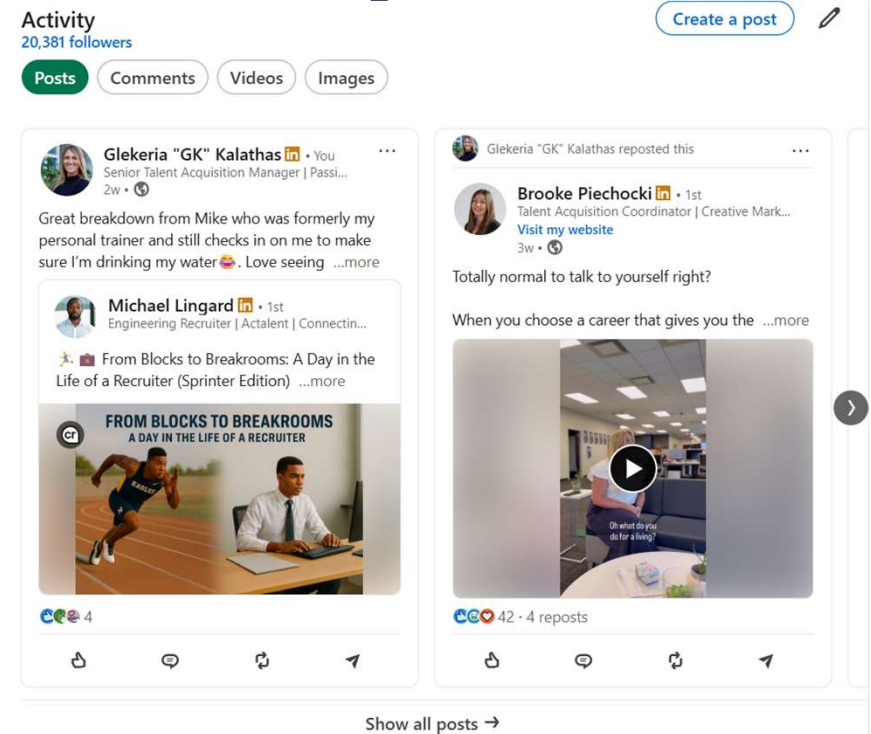 Activity
20,381 followers
Create a post
Posts
Comments
Videos
Images
Glekeria "GK" Kalathas in • You
Senior Talent Acquisition Manager | Passi...
2w •
Great breakdown from Mike who was formerly my
personal trainer and still checks in on me to make
sure I'm drinking my water😂. Love seeing ...more
Michael Lingard in • 1st
Engineering Recruiter | Actalent | Connectin...
🏃‍♂️ 💼 From Blocks to Breakrooms: A Day in the
Life of a Recruiter (Sprinter Edition) ...more
cr
FROM BLOCKS TO BREAKROOMS
A DAY IN THE LIFE OF A RECRUITER
EAGLES
4
Glekeria "GK" Kalathas reposted this
Brooke Piechocki in • 1st
Talent Acquisition Coordinator | Creative Mark...
Visit my website
3w •
Totally normal to talk to yourself right?
When you choose a career that gives you the ...more
Oh what do you
do for a living?
42 · 4 reposts
Show all posts →